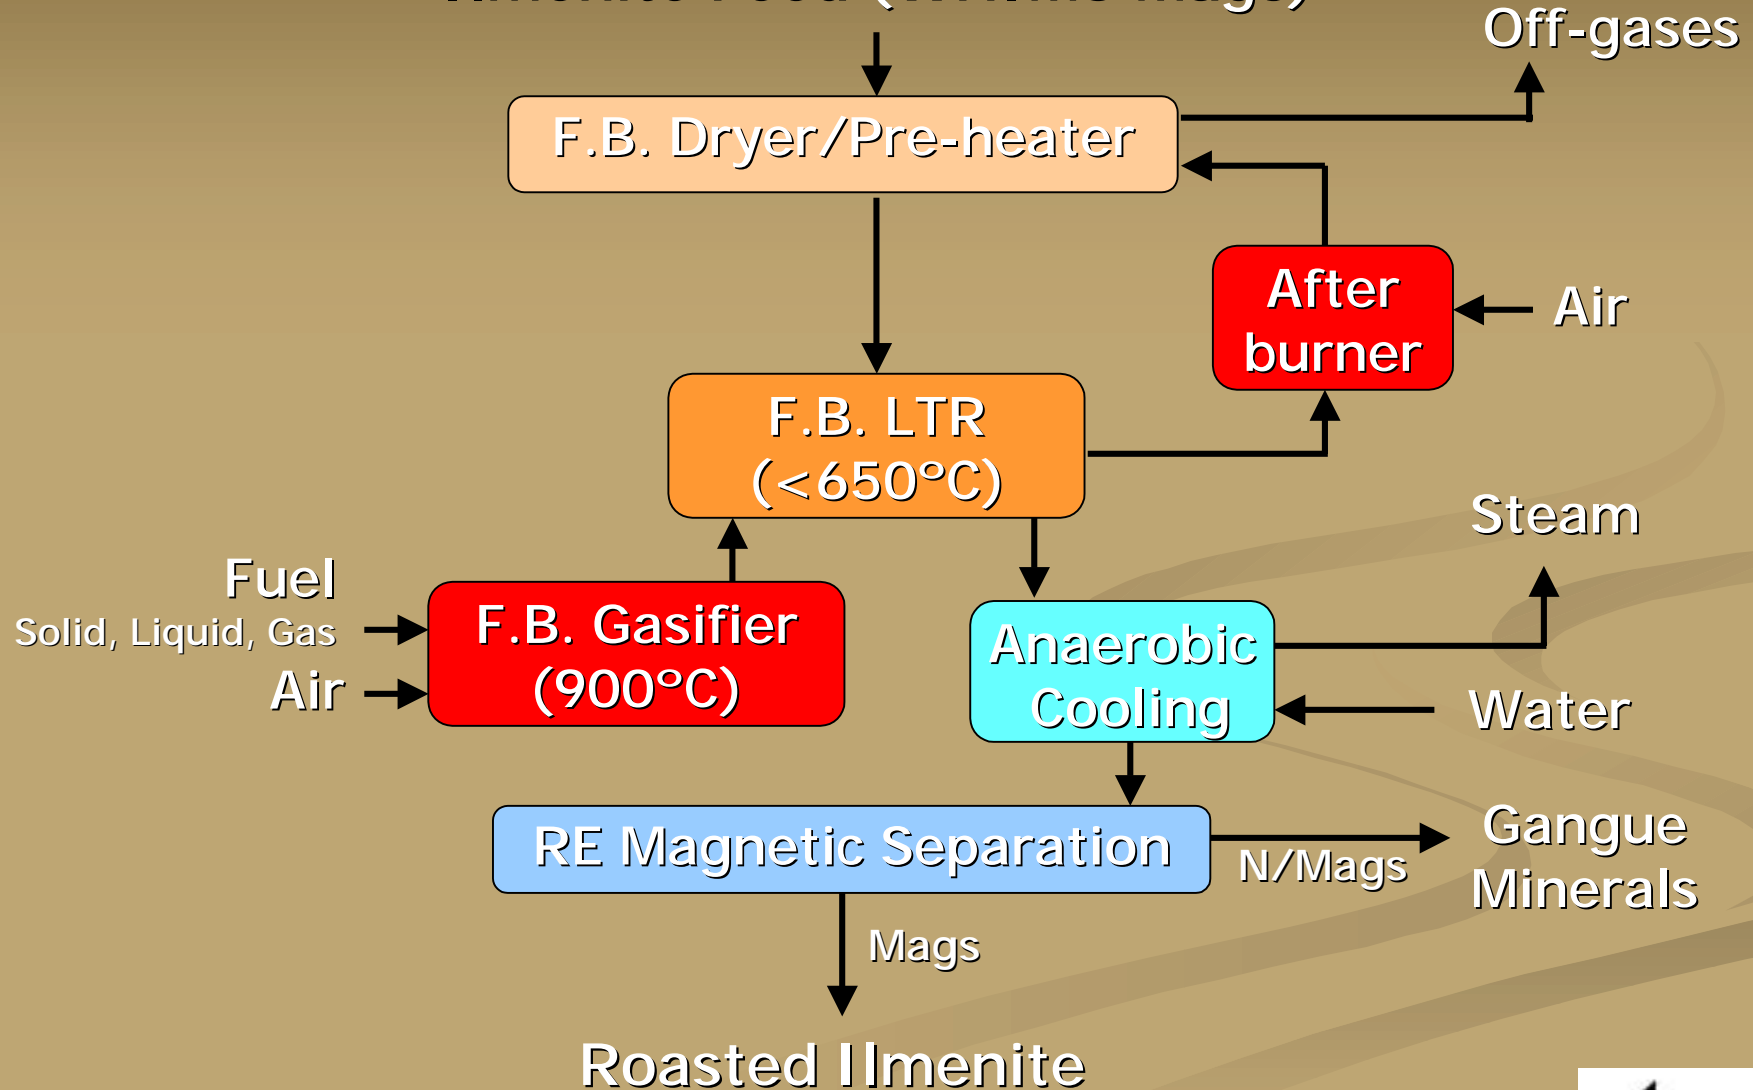 Off-gases
F.B. Dryer/Pre-heater
After
burner
Air
F.B. LTR
(<650°C)
Steam
Fuel
Solid, Liquid, Gas
Air
F.B. Gasifier
(900°C)
Anaerobic
Cooling
Water
RE Magnetic Separation
N/Mags
Gangue
Minerals
Mags
Roasted Ilmenite